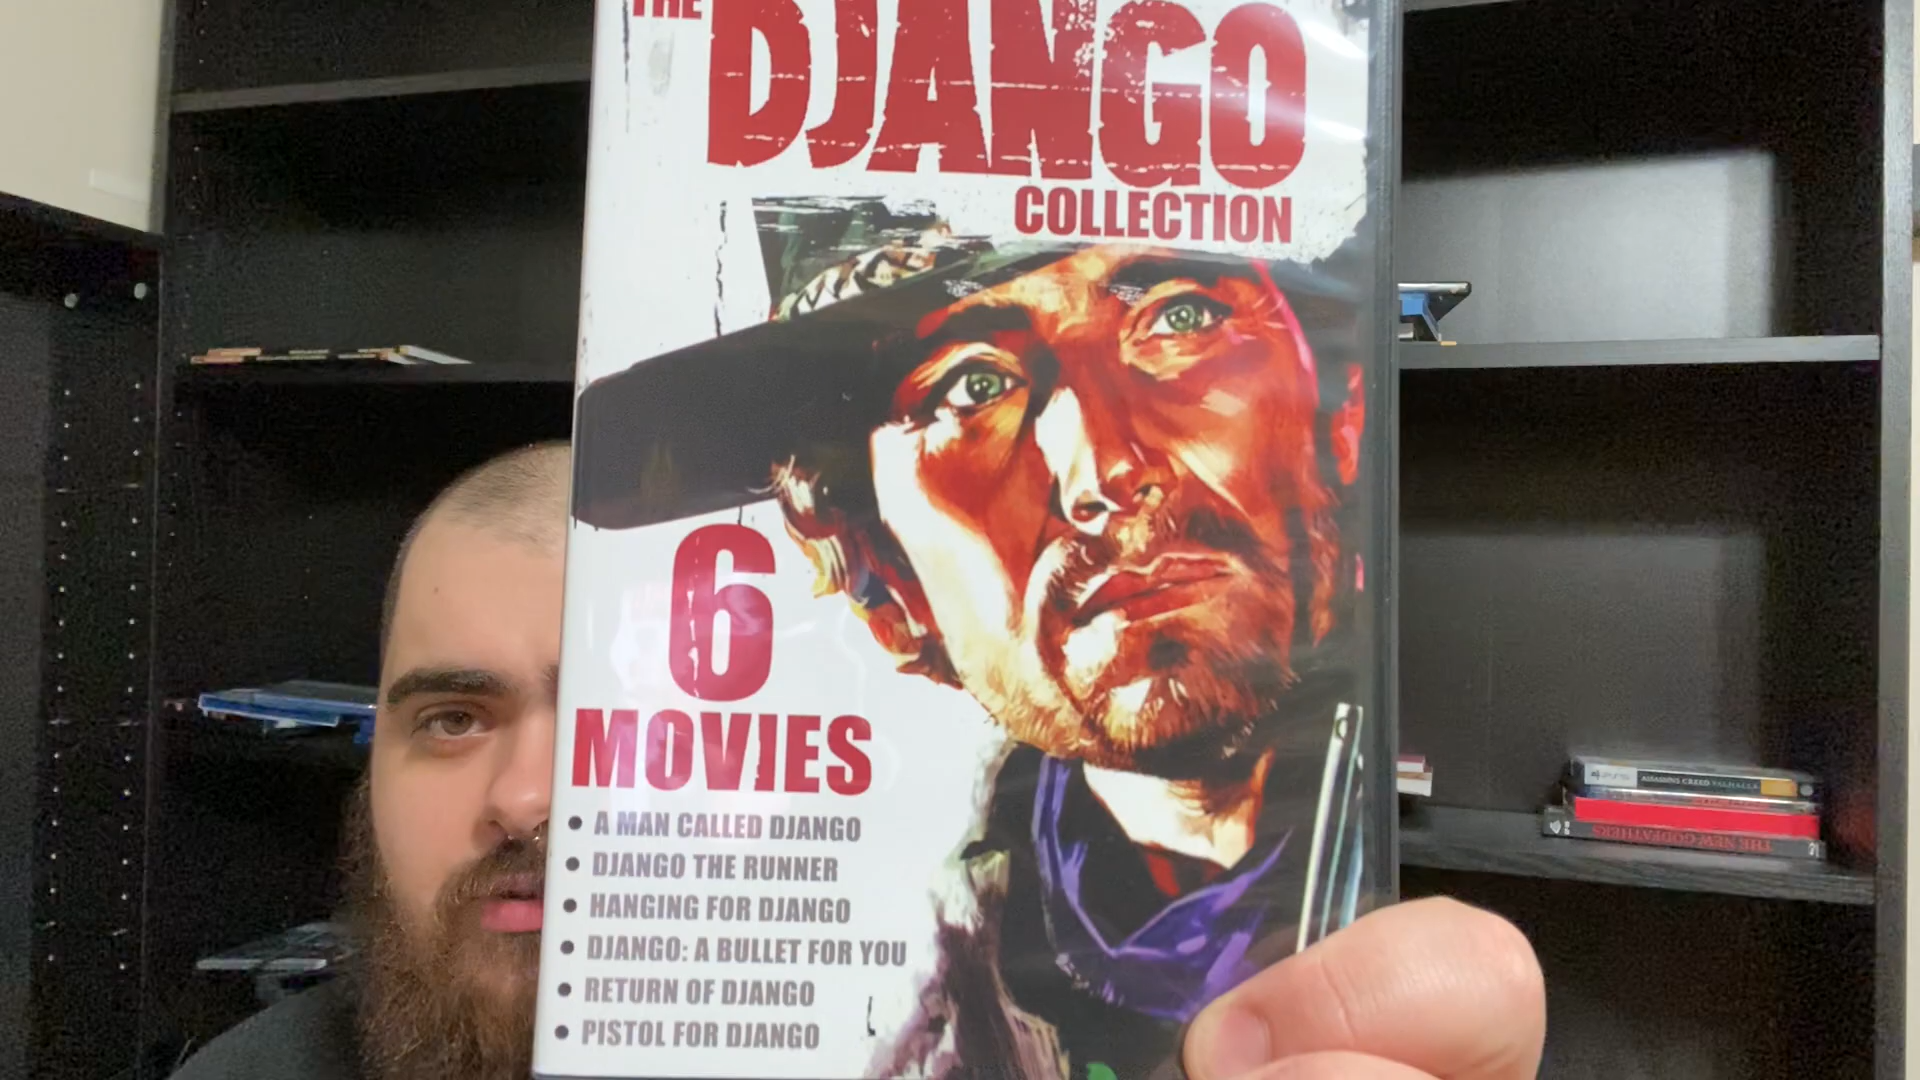 THE
DJANGO
COLLECTION
6
MOVIES
• A MAN CALLED DJANGO
• DJANGO THE RUNNER
• HANGING FOR DJANGO
• DJANGO: A BULLET FOR YOU
• RETURN OF DJANGO
• PISTOL FOR DJANGO
PS5 ASSASSINS CREED VALHALLA
THE NEW GODFATHERS